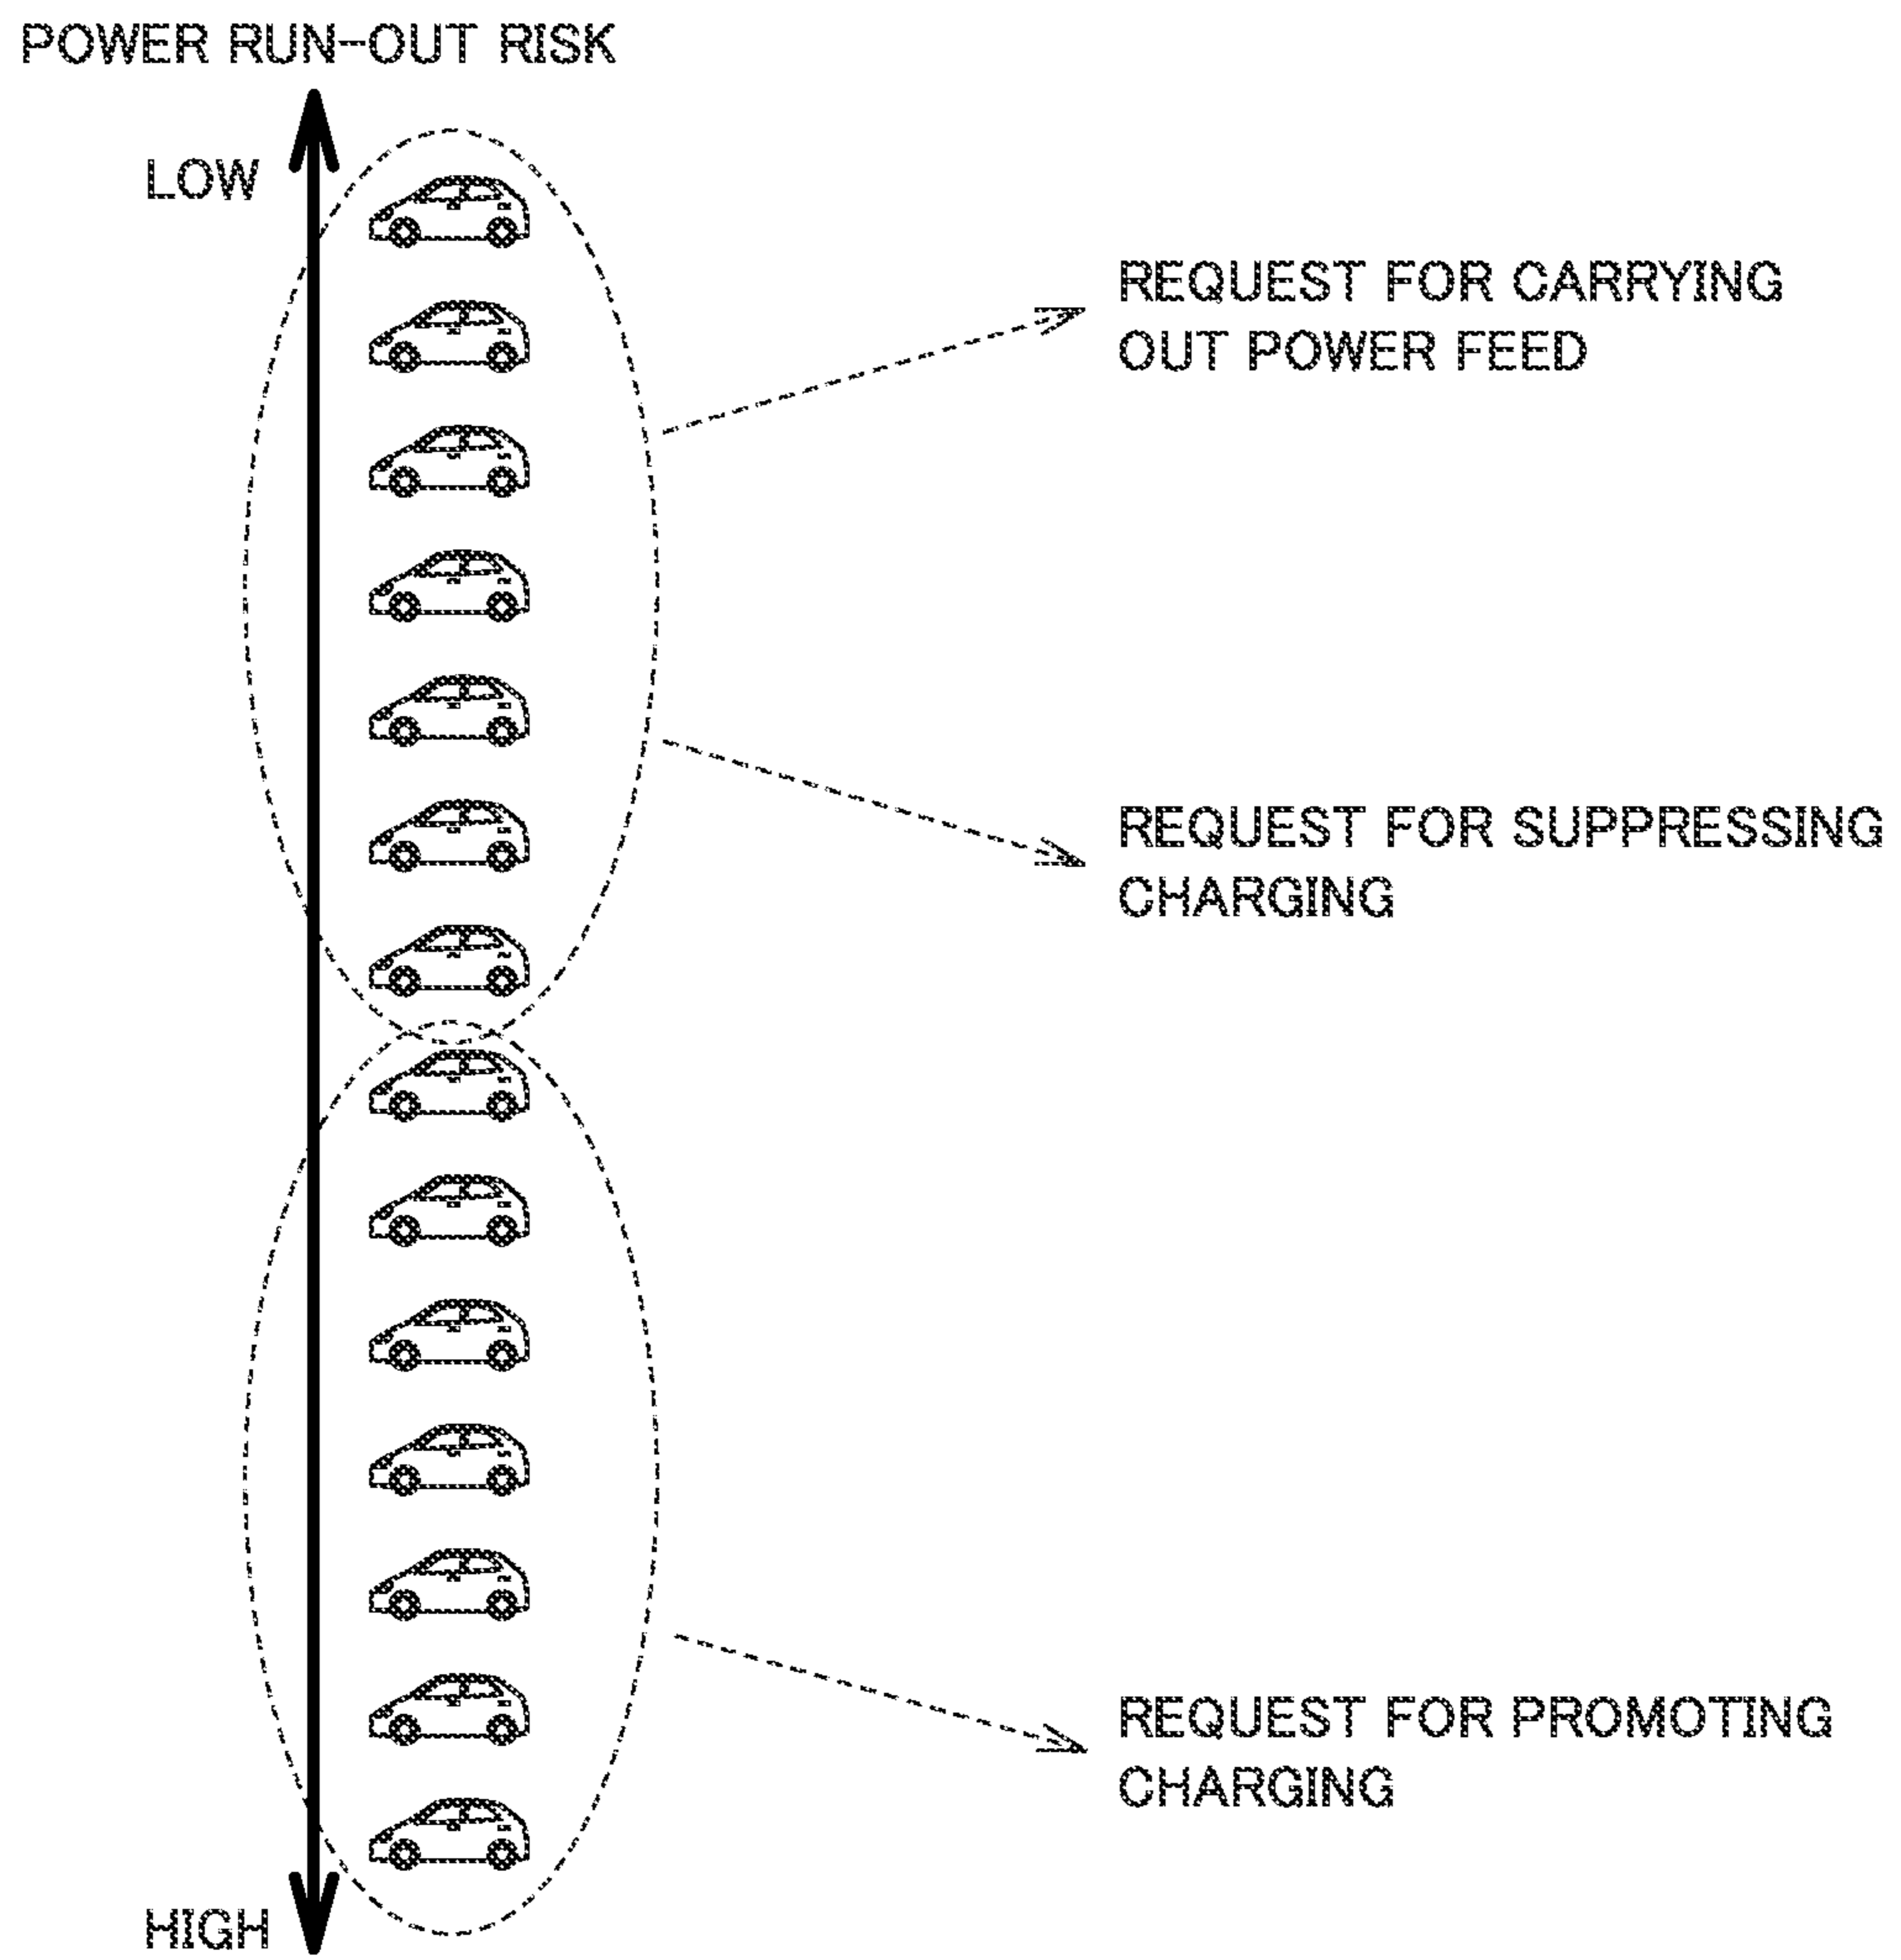 POWER RUN-OUT RISK
LOW
REQUEST FOR CARRYING
OUT POWER FEED
REQUEST FOR SUPPRESSING
CHARGING
REQUEST FOR PROMOTING
CHARGING
HIGH